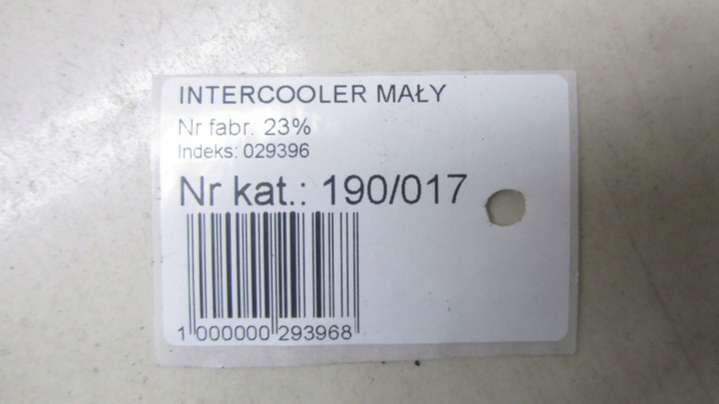 INTERCOOLER MAŁY
Nr fabr. 23%
Indeks: 029396
Nr kat.: 190/017
1 000000 293968